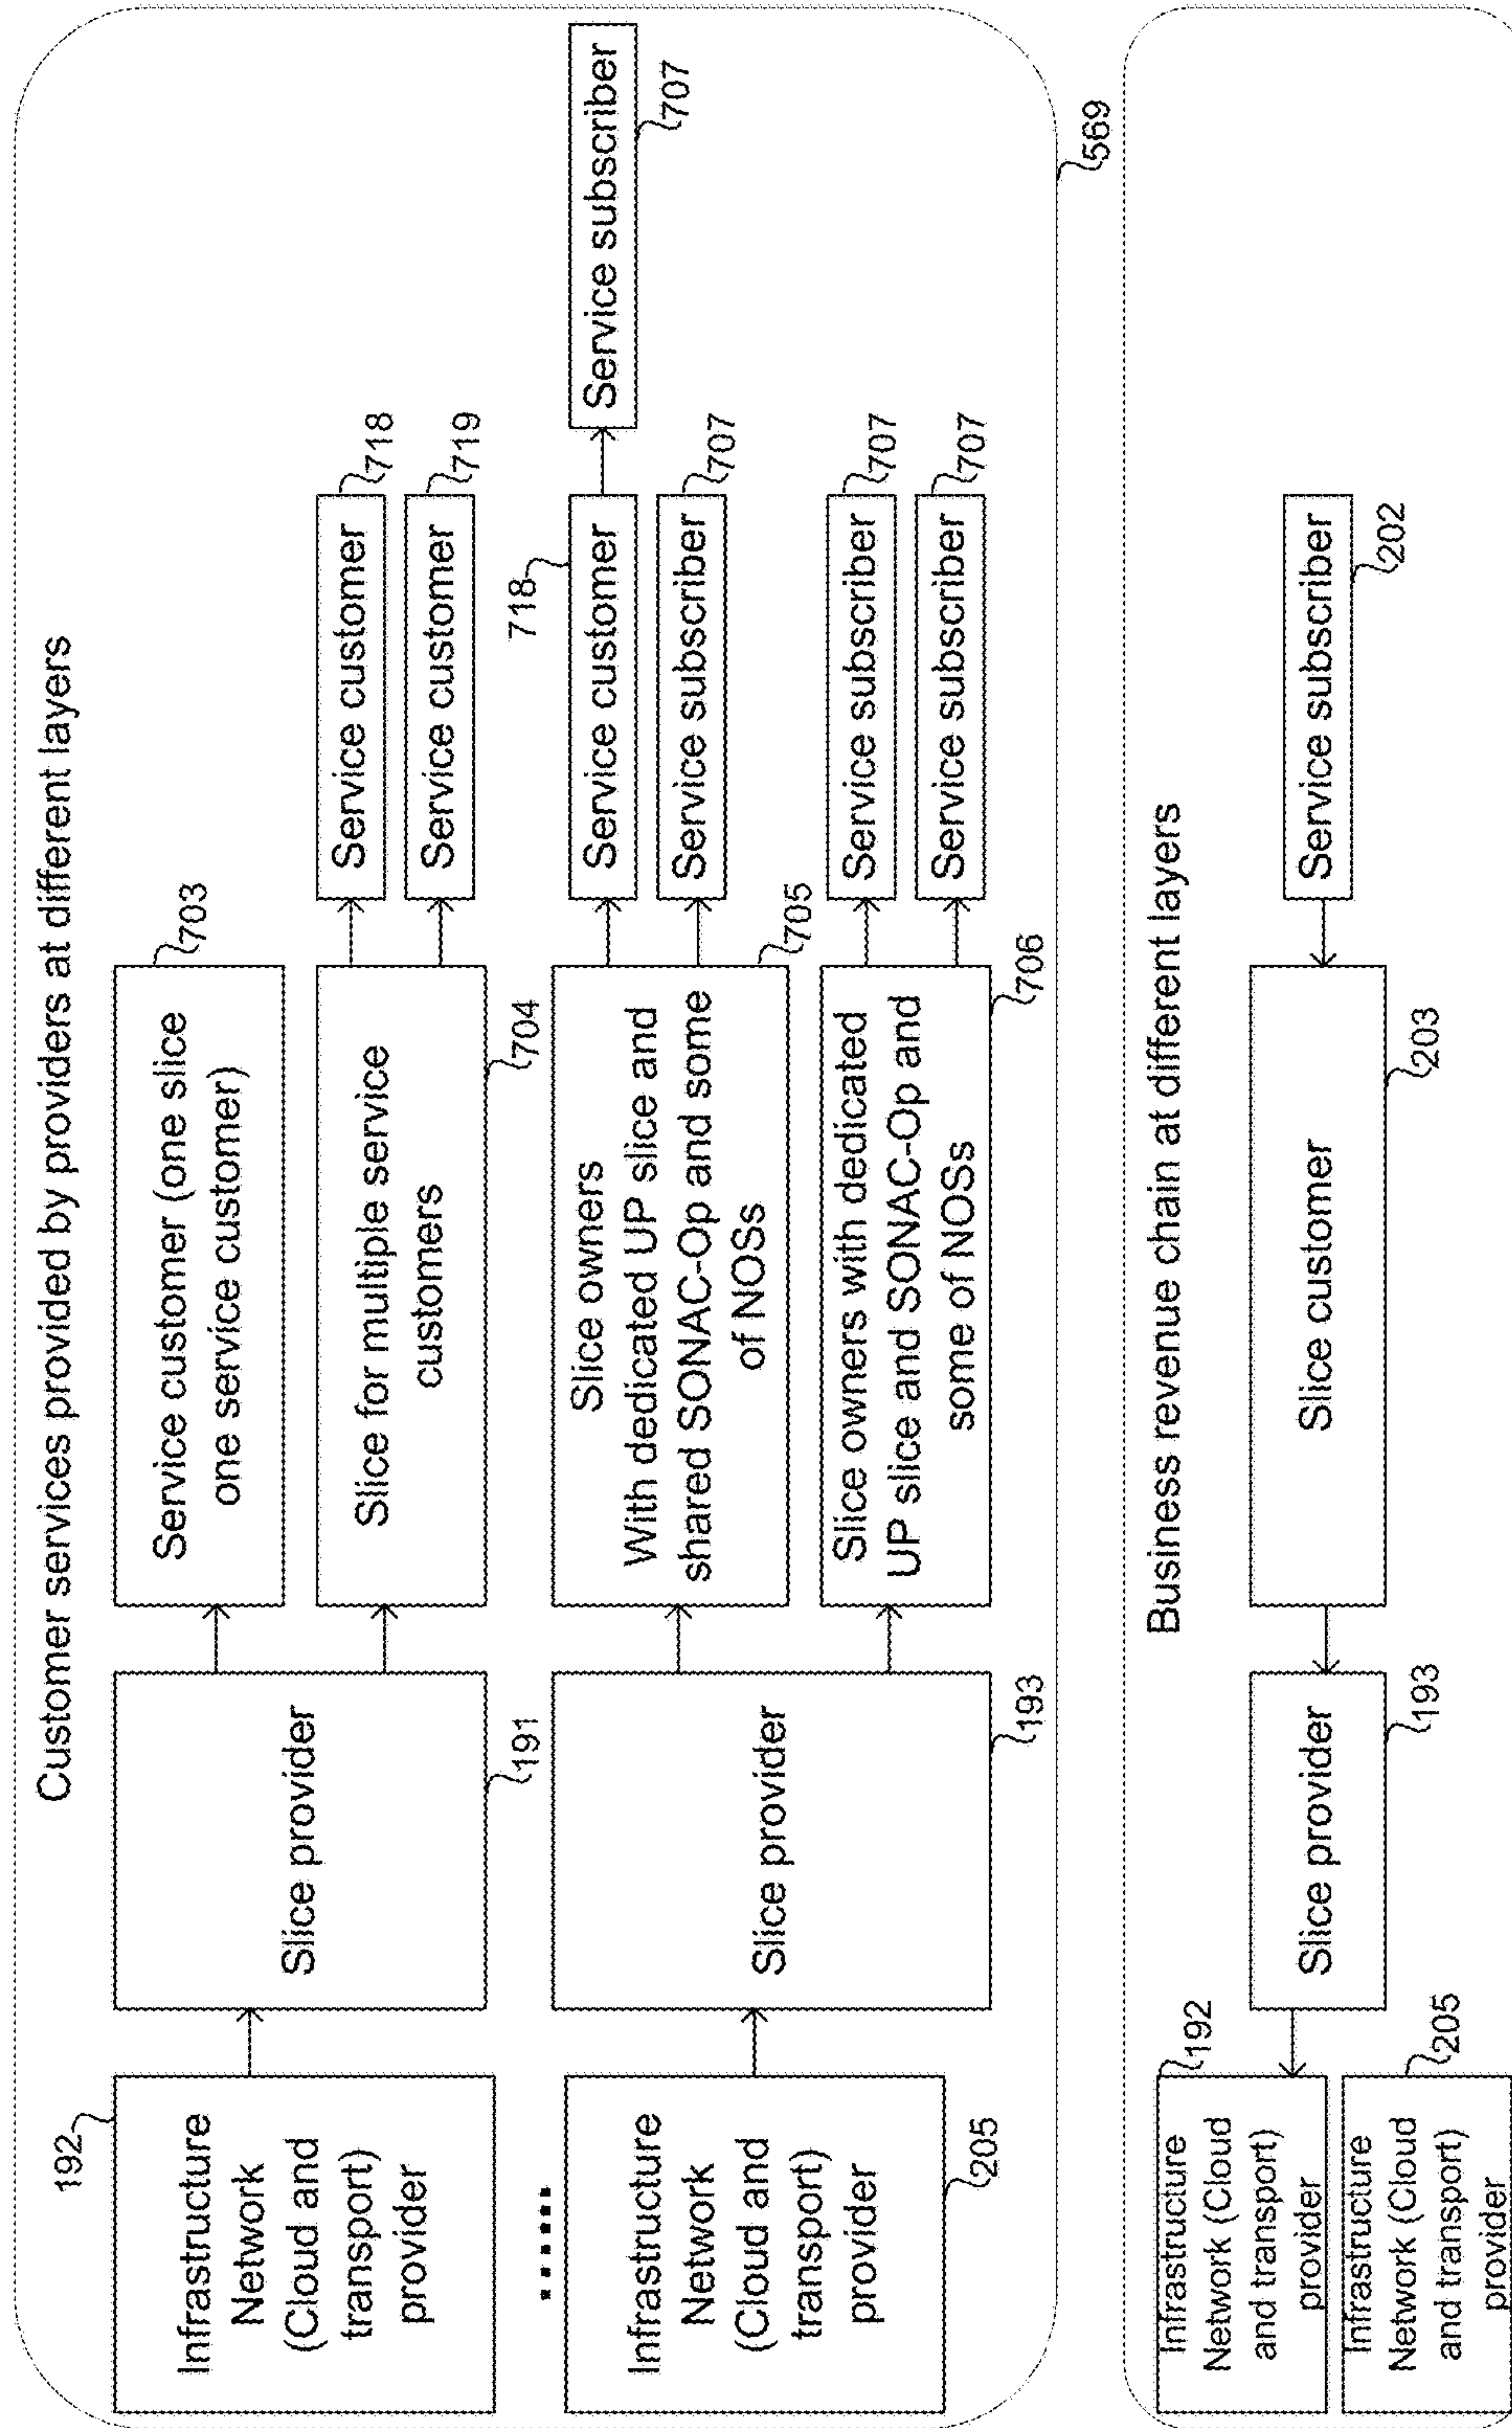 Customer services provided by providers at different layers
192
Infrastructure
Network
(Cloud and
transport)
provider
Slice provider
191
Service customer (one slice
one service customer)
703
Slice for multiple service
customers
704
Service customer
718
Service customer
719
......
Infrastructure
Network
(Cloud and
transport)
provider
205
Slice provider
193
Slice owners
With dedicated UP slice and
shared SONAC-Op and some
of NOSs
705
Slice owners with dedicated
UP slice and SONAC-Op and
some of NOSs
706
718
Service customer
Service subscriber
707
Service subscriber
707
Service subscriber
707
Service subscriber
707
569
Business revenue chain at different layers
Infrastructure
Network (Cloud
and transport)
provider
192
Infrastructure
Network (Cloud
and transport)
provider
205
Slice provider
193
Slice customer
203
Service subscriber
202